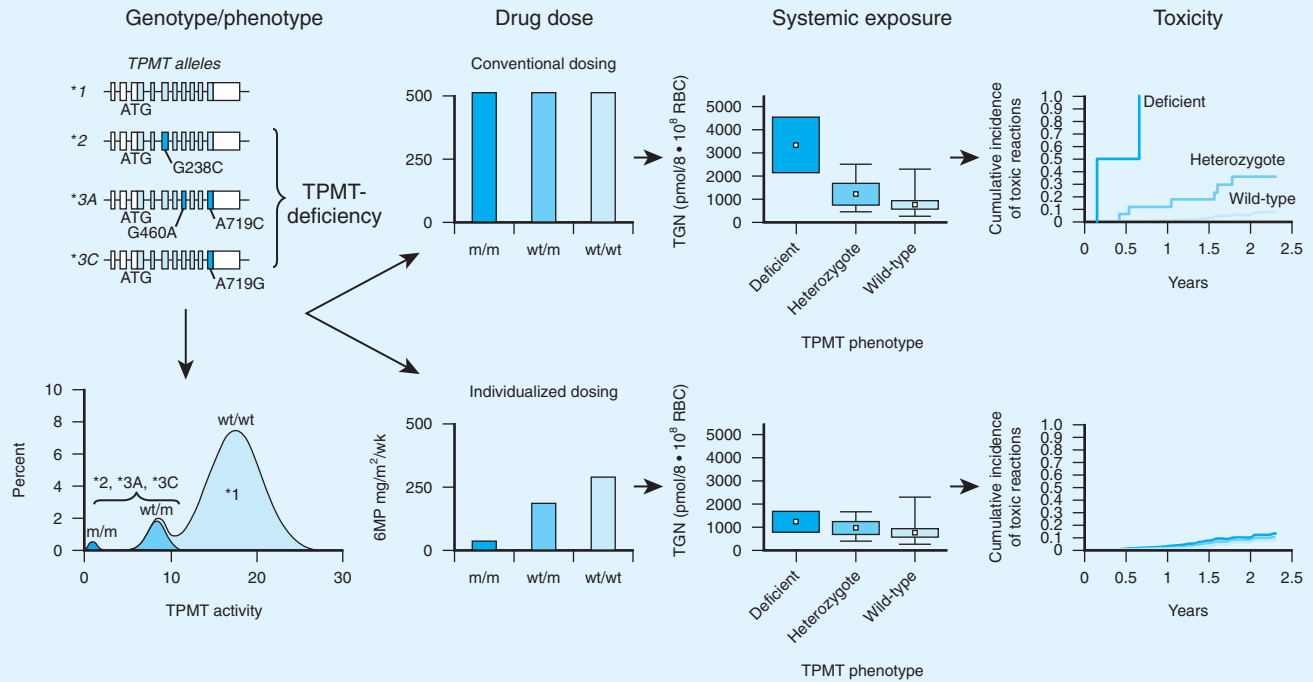 Genotype/phenotype
Drug dose
Systemic exposure
Toxicity
TPMT alleles
*1
ATG
*2
ATG
G238C
*3A
ATG
G460A
A719C
*3C
ATG
A719G
TPMT-
deficiency
Conventional dosing
500
250
0
m/m wt/m wt/wt
TGN (pmol/8 • 10⁸ RBC)
5000
4000
3000
2000
1000
0
Deficient
Heterozygote
Wild-type
TPMT phenotype
Cumulative incidence
of toxic reactions
1.0
0.9
0.8
0.7
0.6
0.5
0.4
0.3
0.2
0.1
0
Deficient
Heterozygote
Wild-type
0 0.5 1 1.5 2 2.5
Years
Percent
10
8
6
4
2
0
wt/wt
*2, *3A, *3C
*1
wt/m
m/m
0 10 20 30
TPMT activity
Individualized dosing
6MP mg/m²/wk
500
250
0
m/m wt/m wt/wt
TGN (pmol/8 • 10⁸ RBC)
5000
4000
3000
2000
1000
0
Deficient
Heterozygote
Wild-type
TPMT phenotype
Cumulative incidence
of toxic reactions
1.0
0.9
0.8
0.7
0.6
0.5
0.4
0.3
0.2
0.1
0
0 0.5 1 1.5 2 2.5
Years